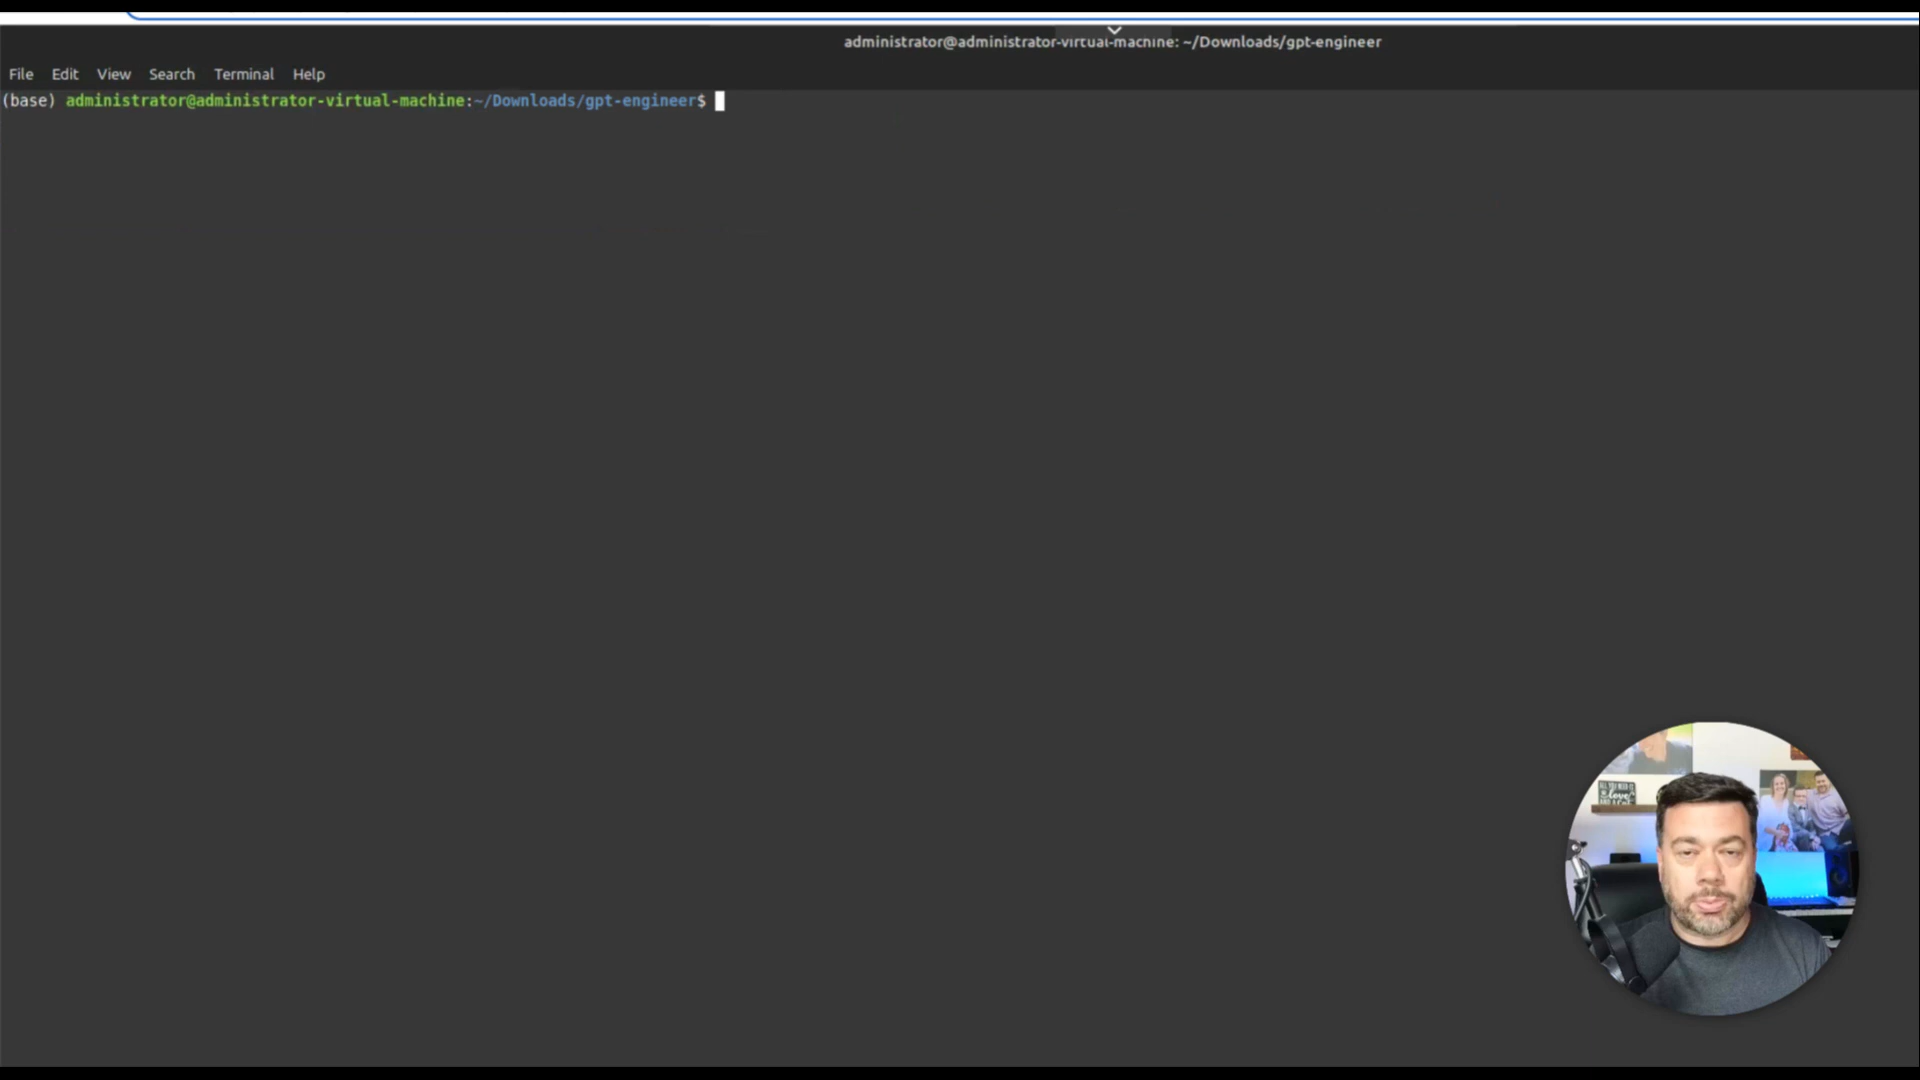 administrator@administrator-virtual-machine: ~/Downloads/gpt-engineer
File Edit View Search Terminal Help
(base) administrator@administrator-virtual-machine:~/Downloads/gpt-engineer$
love